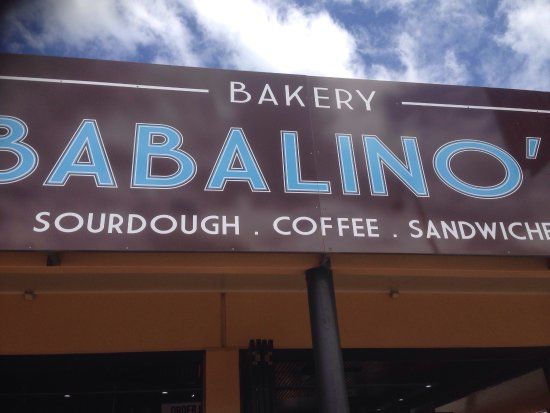 BAKERY
BABALINO'
SOURDOUGH . COFFEE . SANDWICHE